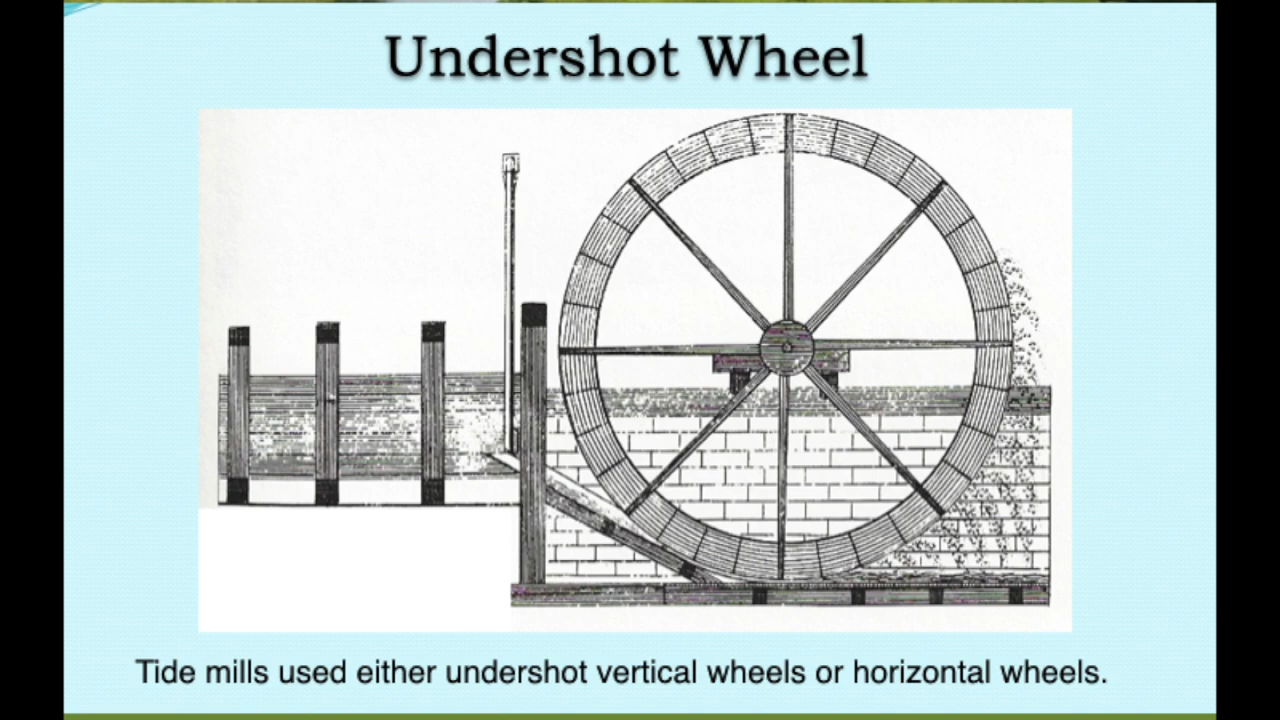 Undershot Wheel
Tide mills used either undershot vertical wheels or horizontal wheels.